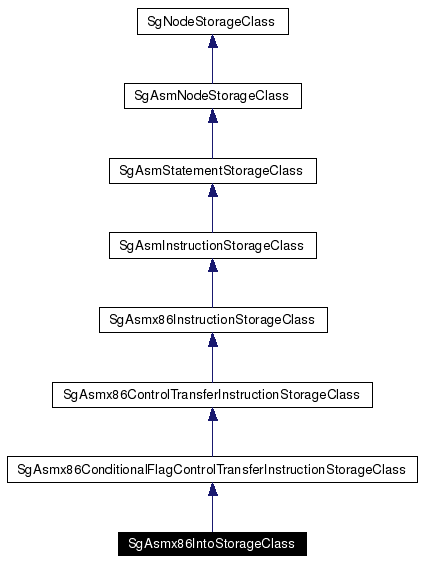 SgNodeStorageClass
SgAsmNodeStorageClass
SgAsmStatementStorageClass
SgAsmInstructionStorageClass
SgAsmx86InstructionStorageClass
SgAsmx86ControlTransferInstructionStorageClass
SgAsmx86ConditionalFlagControlTransferInstructionStorageClass
SgAsmx86IntoStorageClass